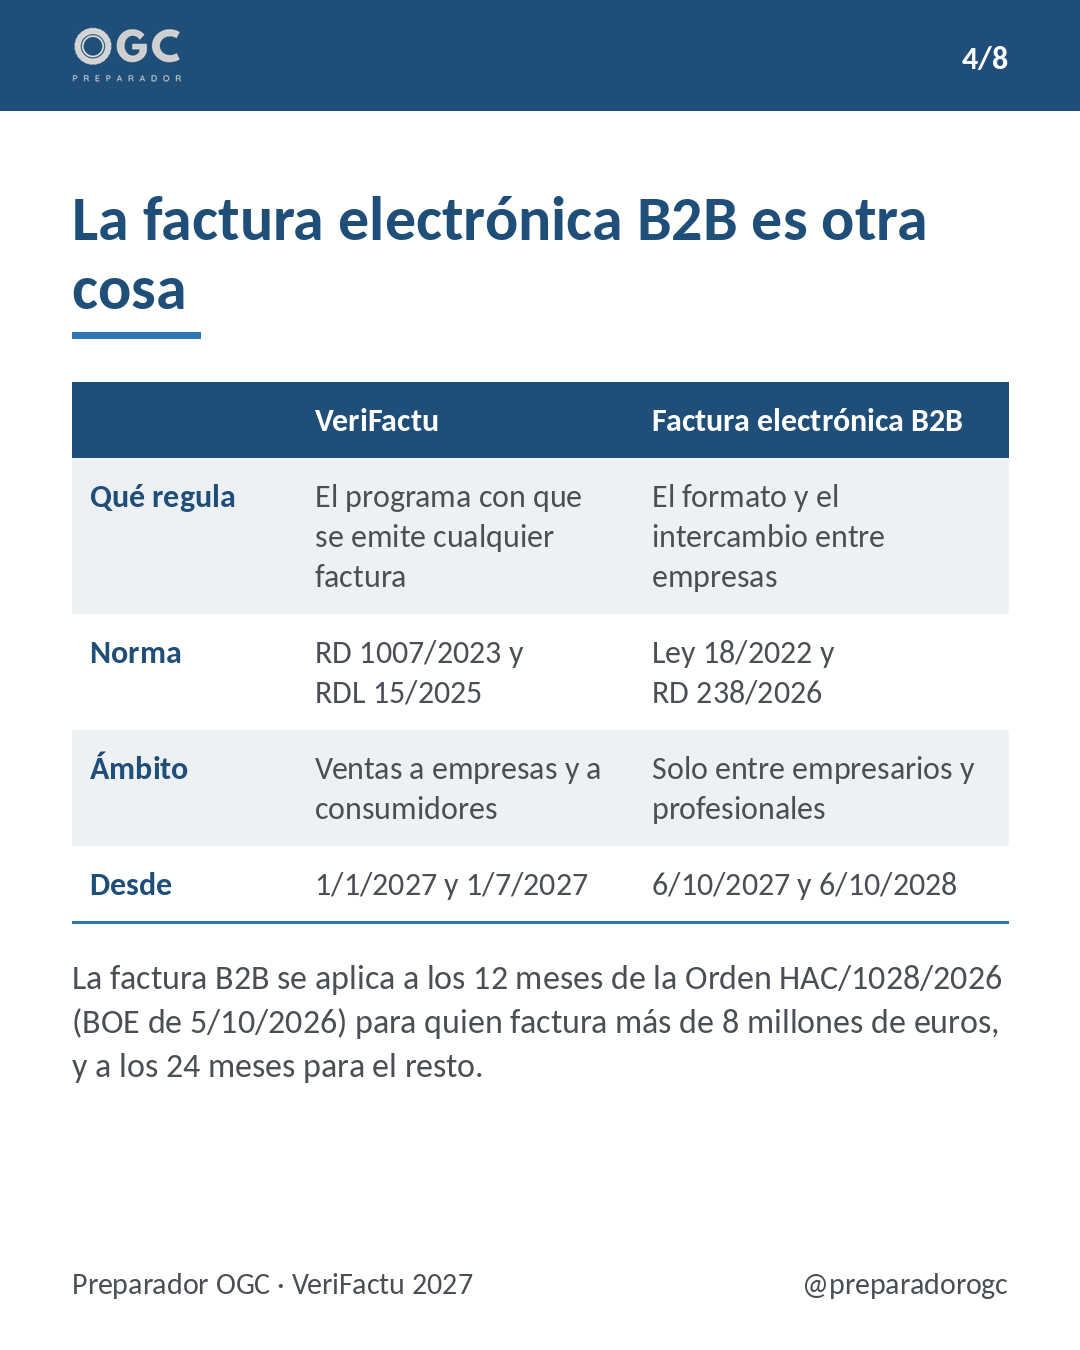 OGC
PREPARADOR
4/8
La factura electrónica B2B es otra
cosa
VeriFactu
Factura electrónica B2B
Qué regula
El programa con que
se emite cualquier
factura
El formato y el
intercambio entre
empresas
Norma
RD 1007/2023 y
RDL 15/2025
Ley 18/2022 y
RD 238/2026
Ámbito
Ventas a empresas y a
consumidores
Solo entre empresarios y
profesionales
Desde
1/1/2027 y 1/7/2027
6/10/2027 y 6/10/2028
La factura B2B se aplica a los 12 meses de la Orden HAC/1028/2026
(BOE de 5/10/2026) para quien factura más de 8 millones de euros,
y a los 24 meses para el resto.
Preparador OGC · VeriFactu 2027
@preparadorogc